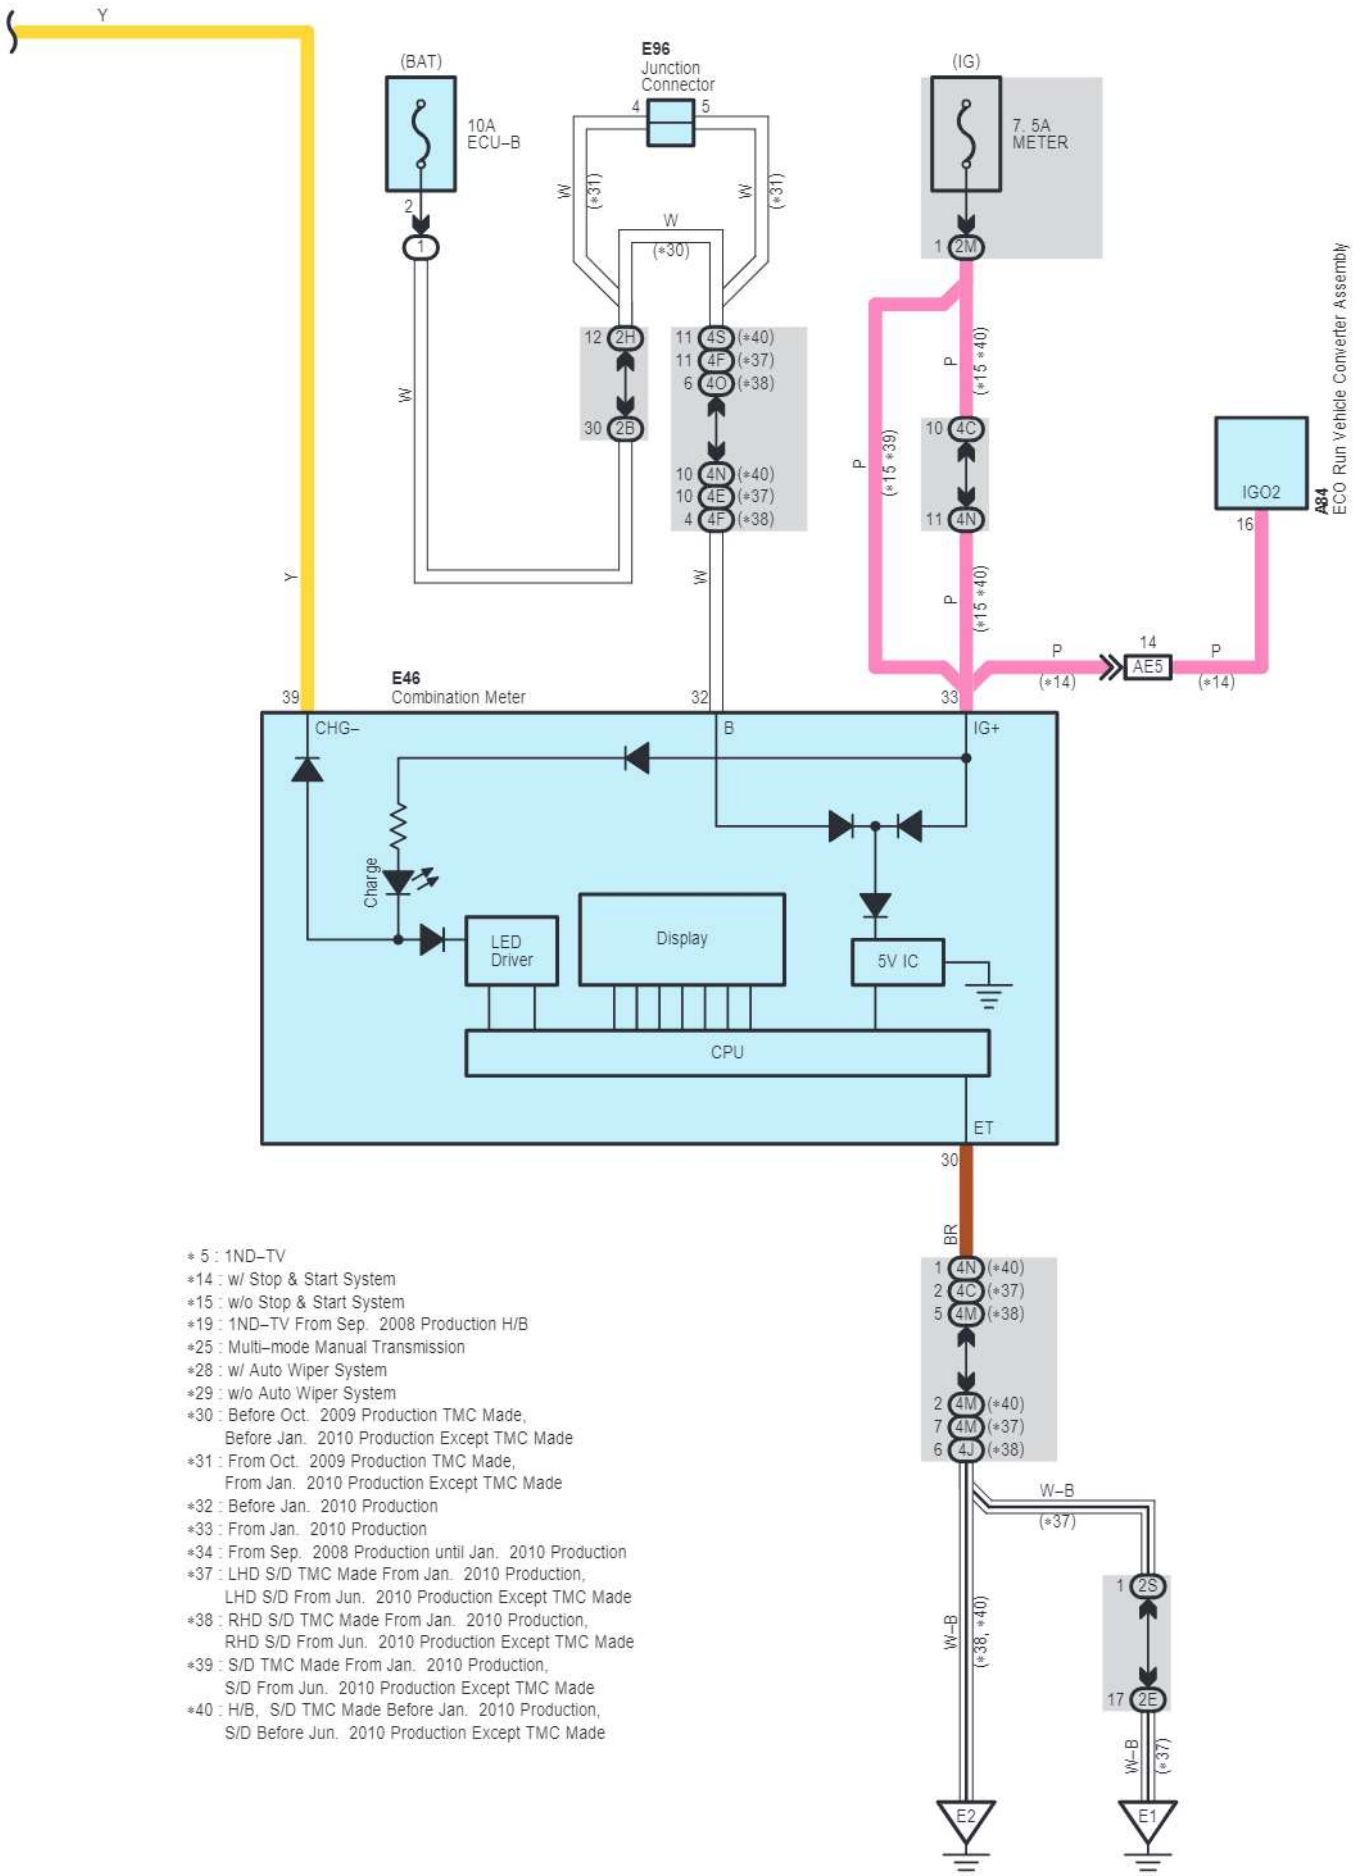 Y
(BAT)
10A
ECU–B
2
1
E96
Junction
Connector
4
5
W
(*31)
W
(*31)
W
(*30)
(IG)
7. 5A
METER
1 2M
12 2H
30 2B
11 4S (*40)
11 4F (*37)
6 4O (*38)
10 4N (*40)
10 4E (*37)
4 4F (*38)
W
W
P
(*15 *40)
P
(*15 *39)
10 4C
11 4N
P
(*15 *40)
IGO2
16
A84
ECO Run Vehicle Converter Assembly
Y
P
(*14)
14
AE5
P
(*14)
39
E46
Combination Meter
32
33
CHG–
B
IG+
Charge
LED
Driver
Display
5V IC
CPU
ET
30
BR
1 4N (*40)
2 4C (*37)
5 4M (*38)
2 4M (*40)
7 4M (*37)
6 4J (*38)
W–B
(*37)
1 2S
17 2E
W–B
(*38, *40)
W–B
(*37)
E2
E1
* 5 : 1ND–TV
*14 : w/ Stop & Start System
*15 : w/o Stop & Start System
*19 : 1ND–TV From Sep. 2008 Production H/B
*25 : Multi–mode Manual Transmission
*28 : w/ Auto Wiper System
*29 : w/o Auto Wiper System
*30 : Before Oct. 2009 Production TMC Made,
Before Jan. 2010 Production Except TMC Made
*31 : From Oct. 2009 Production TMC Made,
From Jan. 2010 Production Except TMC Made
*32 : Before Jan. 2010 Production
*33 : From Jan. 2010 Production
*34 : From Sep. 2008 Production until Jan. 2010 Production
*37 : LHD S/D TMC Made From Jan. 2010 Production,
LHD S/D From Jun. 2010 Production Except TMC Made
*38 : RHD S/D TMC Made From Jan. 2010 Production,
RHD S/D From Jun. 2010 Production Except TMC Made
*39 : S/D TMC Made From Jan. 2010 Production,
S/D From Jun. 2010 Production Except TMC Made
*40 : H/B, S/D TMC Made Before Jan. 2010 Production,
S/D Before Jun. 2010 Production Except TMC Made